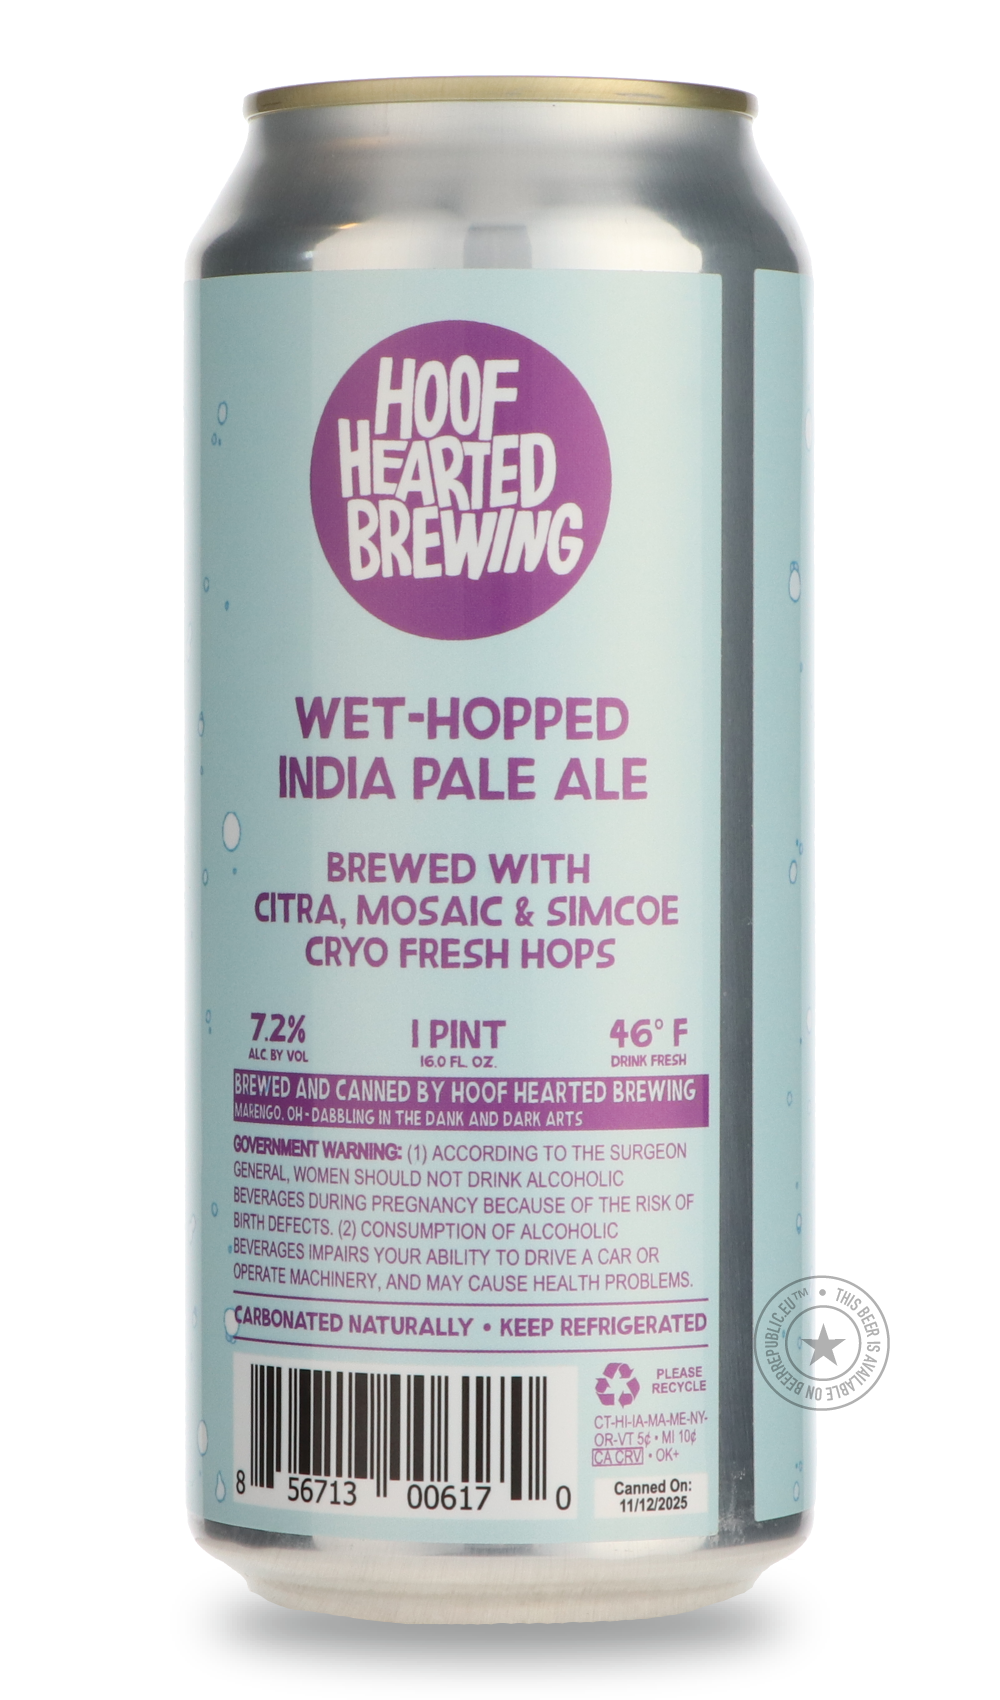 HOOF
HEARTED
BREWING
WET-HOPPED
INDIA PALE ALE
BREWED WITH
CITRA, MOSAIC & SIMCOE
CRYO FRESH HOPS
7.2% 1 PINT 46° F
ALC. BY VOL 16.0 FL. OZ. DRINK FRESH
BREWED AND CANNED BY HOOF HEARTED BREWING
MARENGO, OH - DABBLING IN THE DANK AND DARK ARTS
GOVERNMENT WARNING: (1) ACCORDING TO THE SURGEON
GENERAL, WOMEN SHOULD NOT DRINK ALCOHOLIC
BEVERAGES DURING PREGNANCY BECAUSE OF THE RISK OF
BIRTH DEFECTS. (2) CONSUMPTION OF ALCOHOLIC
BEVERAGES IMPAIRS YOUR ABILITY TO DRIVE A CAR OR
OPERATE MACHINERY, AND MAY CAUSE HEALTH PROBLEMS.
CARBONATED NATURALLY • KEEP REFRIGERATED
PLEASE
RECYCLE
CT-HI-IA-MA-ME-NY-
OR-VT 5¢ • MI 10¢
CA CRV • OK+
Canned On:
11/12/2025
8 56713 00617 0
THIS BEER IS AVAILABLE ON BEERREPUBLIC.EU™ •